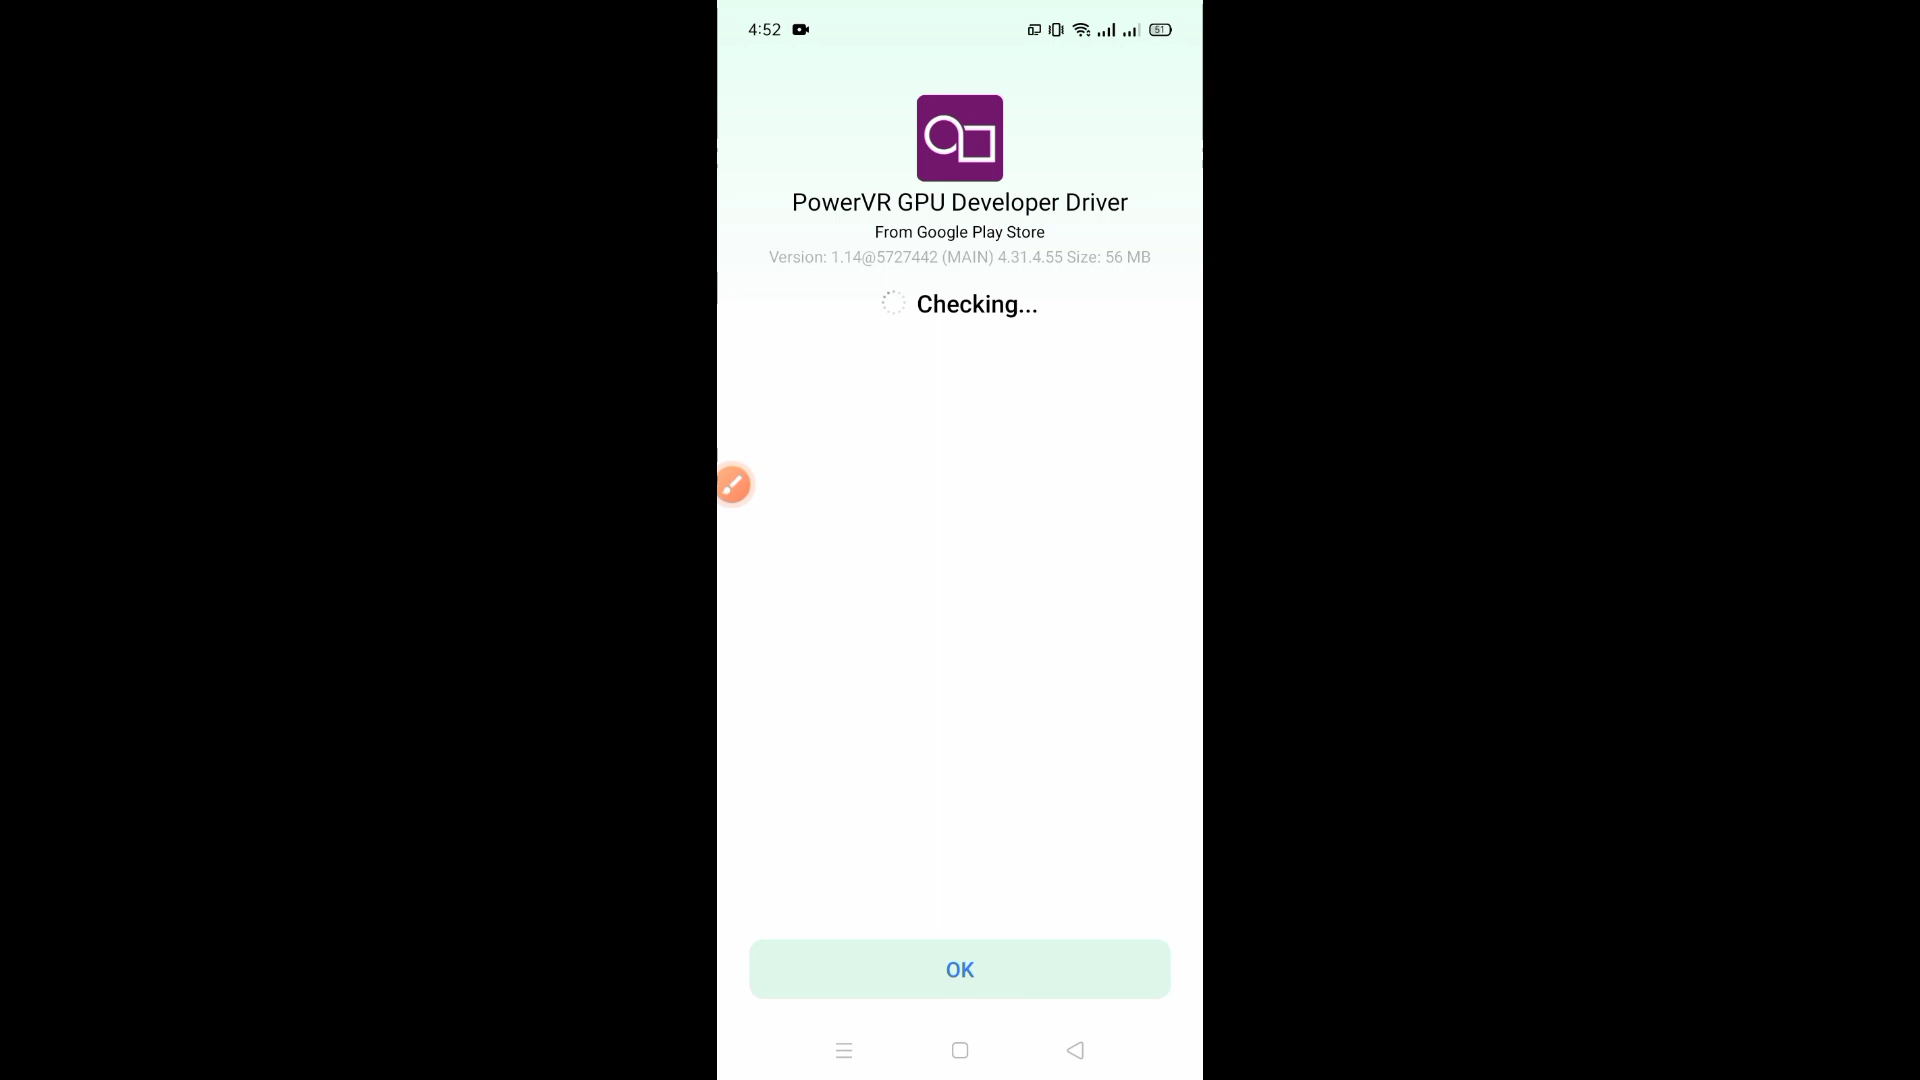 4:52
51
PowerVR GPU Developer Driver
From Google Play Store
Version: 1.14@5727442 (MAIN) 4.31.4.55 Size: 56 MB
Checking...
OK